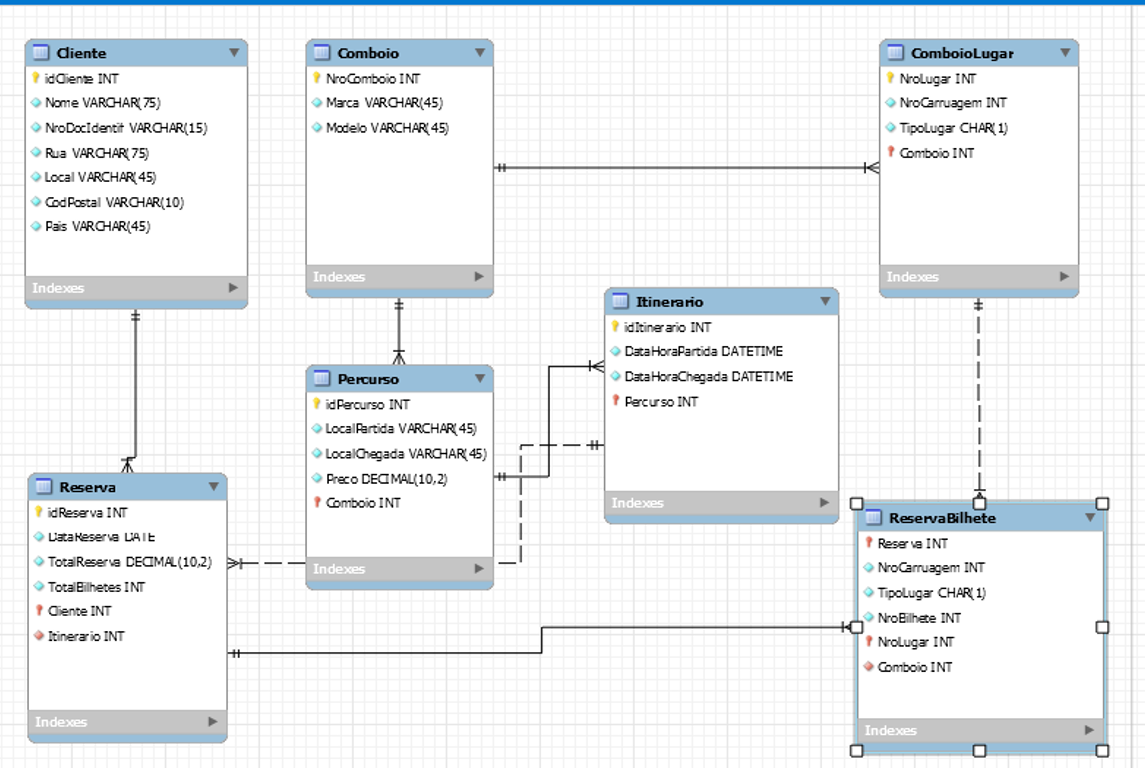 Cliente
idCliente INT
Nome VARCHAR(75)
NroDocIdentif VARCHAR(15)
Rua VARCHAR(75)
Local VARCHAR(45)
CodPostal VARCHAR(10)
Pais VARCHAR(45)
Indexes
Comboio
NroComboio INT
Marca VARCHAR(45)
Modelo VARCHAR(45)
Indexes
ComboioLugar
NroLugar INT
NroCarruagem INT
TipoLugar CHAR(1)
Comboio INT
Indexes
Itinerario
idItinerario INT
DataHoraPartida DATETIME
DataHoraChegada DATETIME
Percurso INT
Indexes
Percurso
idPercurso INT
LocalPartida VARCHAR(45)
LocalChegada VARCHAR(45)
Preco DECIMAL(10,2)
Comboio INT
Indexes
Reserva
idReserva INT
DataReserva DATE
TotalReserva DECIMAL(10,2)
TotalBilhetes INT
Cliente INT
Itinerario INT
Indexes
ReservaBilhete
Reserva INT
NroCarruagem INT
TipoLugar CHAR(1)
NroBilhete INT
NroLugar INT
Comboio INT
Indexes